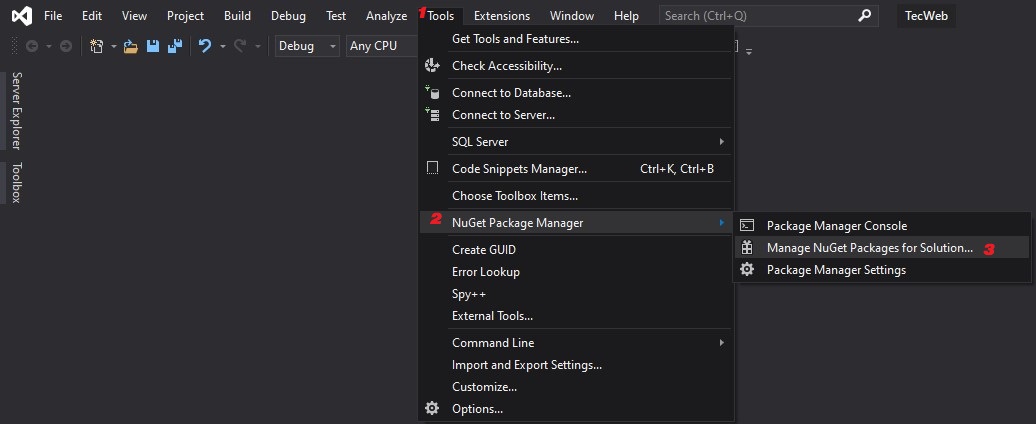 File Edit View Project Build Debug Test Analyze 1 Tools Extensions Window Help Search (Ctrl+Q) TecWeb
Debug Any CPU
Server Explorer
Toolbox
Get Tools and Features...
Check Accessibility...
Connect to Database...
Connect to Server...
SQL Server
Code Snippets Manager... Ctrl+K, Ctrl+B
Choose Toolbox Items...
2 NuGet Package Manager
Package Manager Console
Manage NuGet Packages for Solution... 3
Package Manager Settings
Create GUID
Error Lookup
Spy++
External Tools...
Command Line
Import and Export Settings...
Customize...
Options...